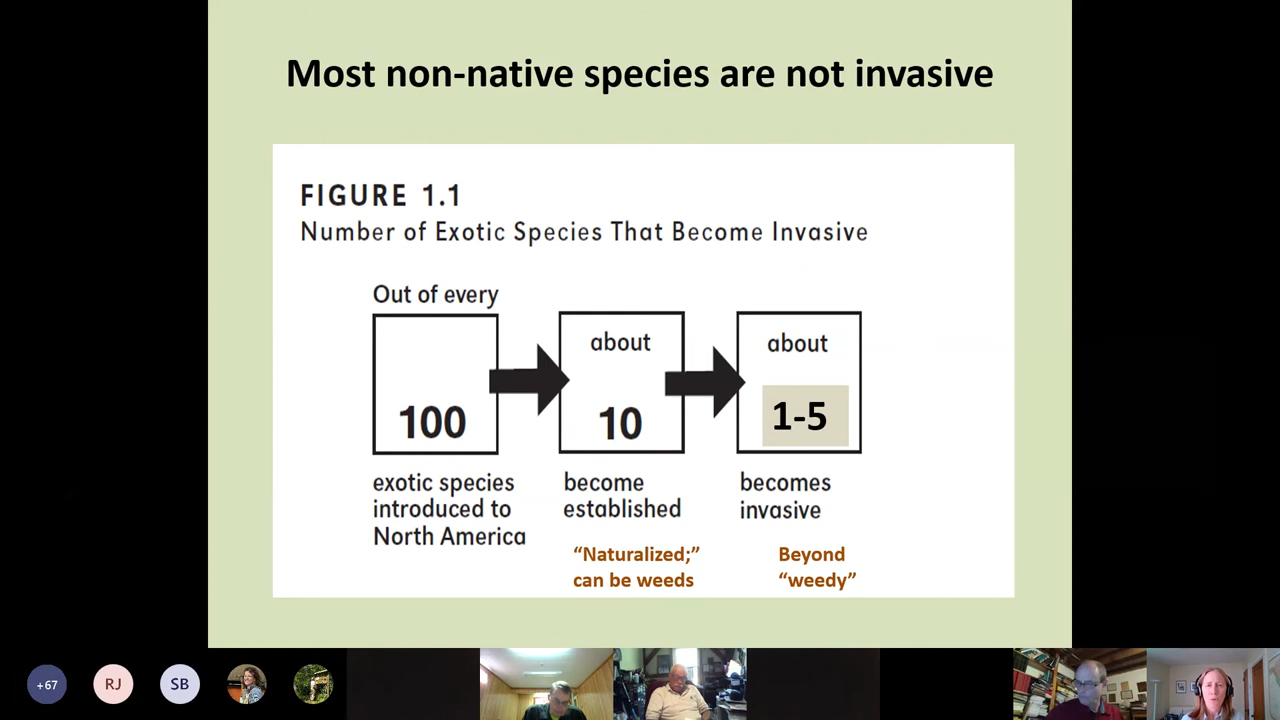 Most non-native species are not invasive
FIGURE 1.1
Number of Exotic Species That Become Invasive
Out of every
100
exotic species
introduced to
North America
about
10
become
established
“Naturalized;”
can be weeds
about
1-5
becomes
invasive
Beyond
“weedy”
+67
RJ
SB